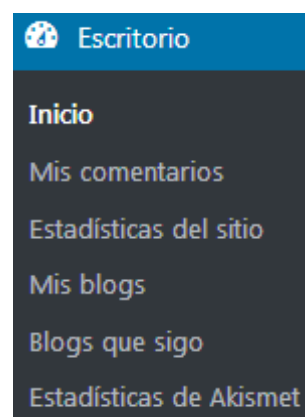 Escritorio
Inicio
Mis comentarios
Estadísticas del sitio
Mis blogs
Blogs que sigo
Estadísticas de Akismet